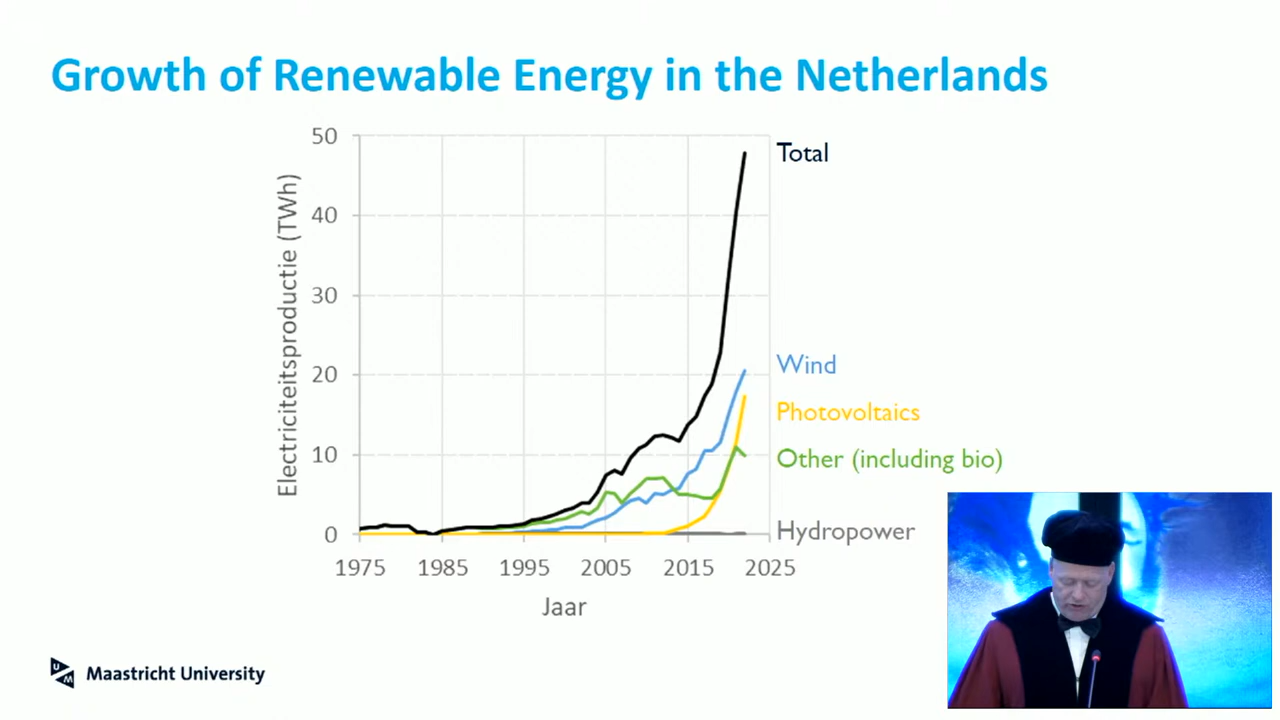 Growth of Renewable Energy in the Netherlands
Electriciteitsproductie (TWh)
50
40
30
20
10
0
1975 1985 1995 2005 2015 2025
Jaar
Total
Wind
Photovoltaics
Other (including bio)
Hydropower
UM Maastricht University